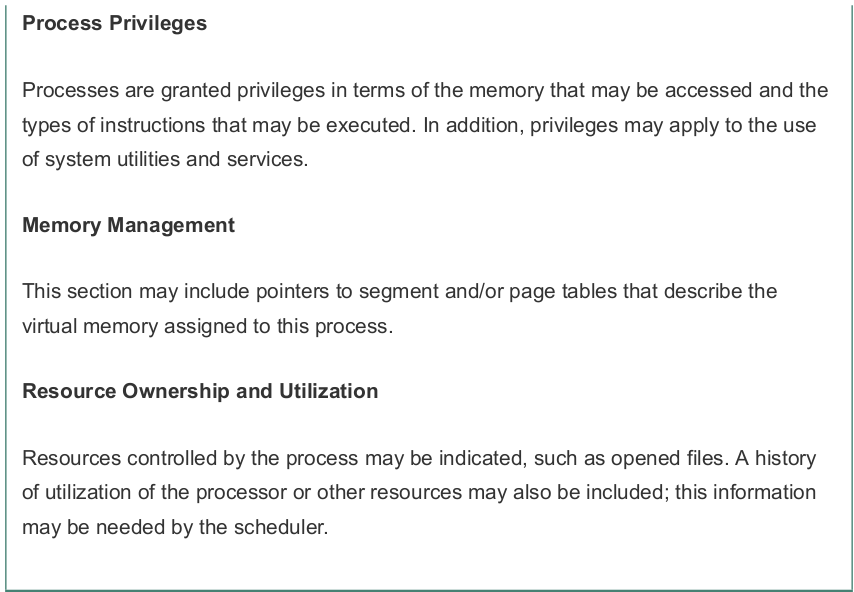 Process Privileges
Processes are granted privileges in terms of the memory that may be accessed and the
types of instructions that may be executed. In addition, privileges may apply to the use
of system utilities and services.
Memory Management
This section may include pointers to segment and/or page tables that describe the
virtual memory assigned to this process.
Resource Ownership and Utilization
Resources controlled by the process may be indicated, such as opened files. A history
of utilization of the processor or other resources may also be included; this information
may be needed by the scheduler.